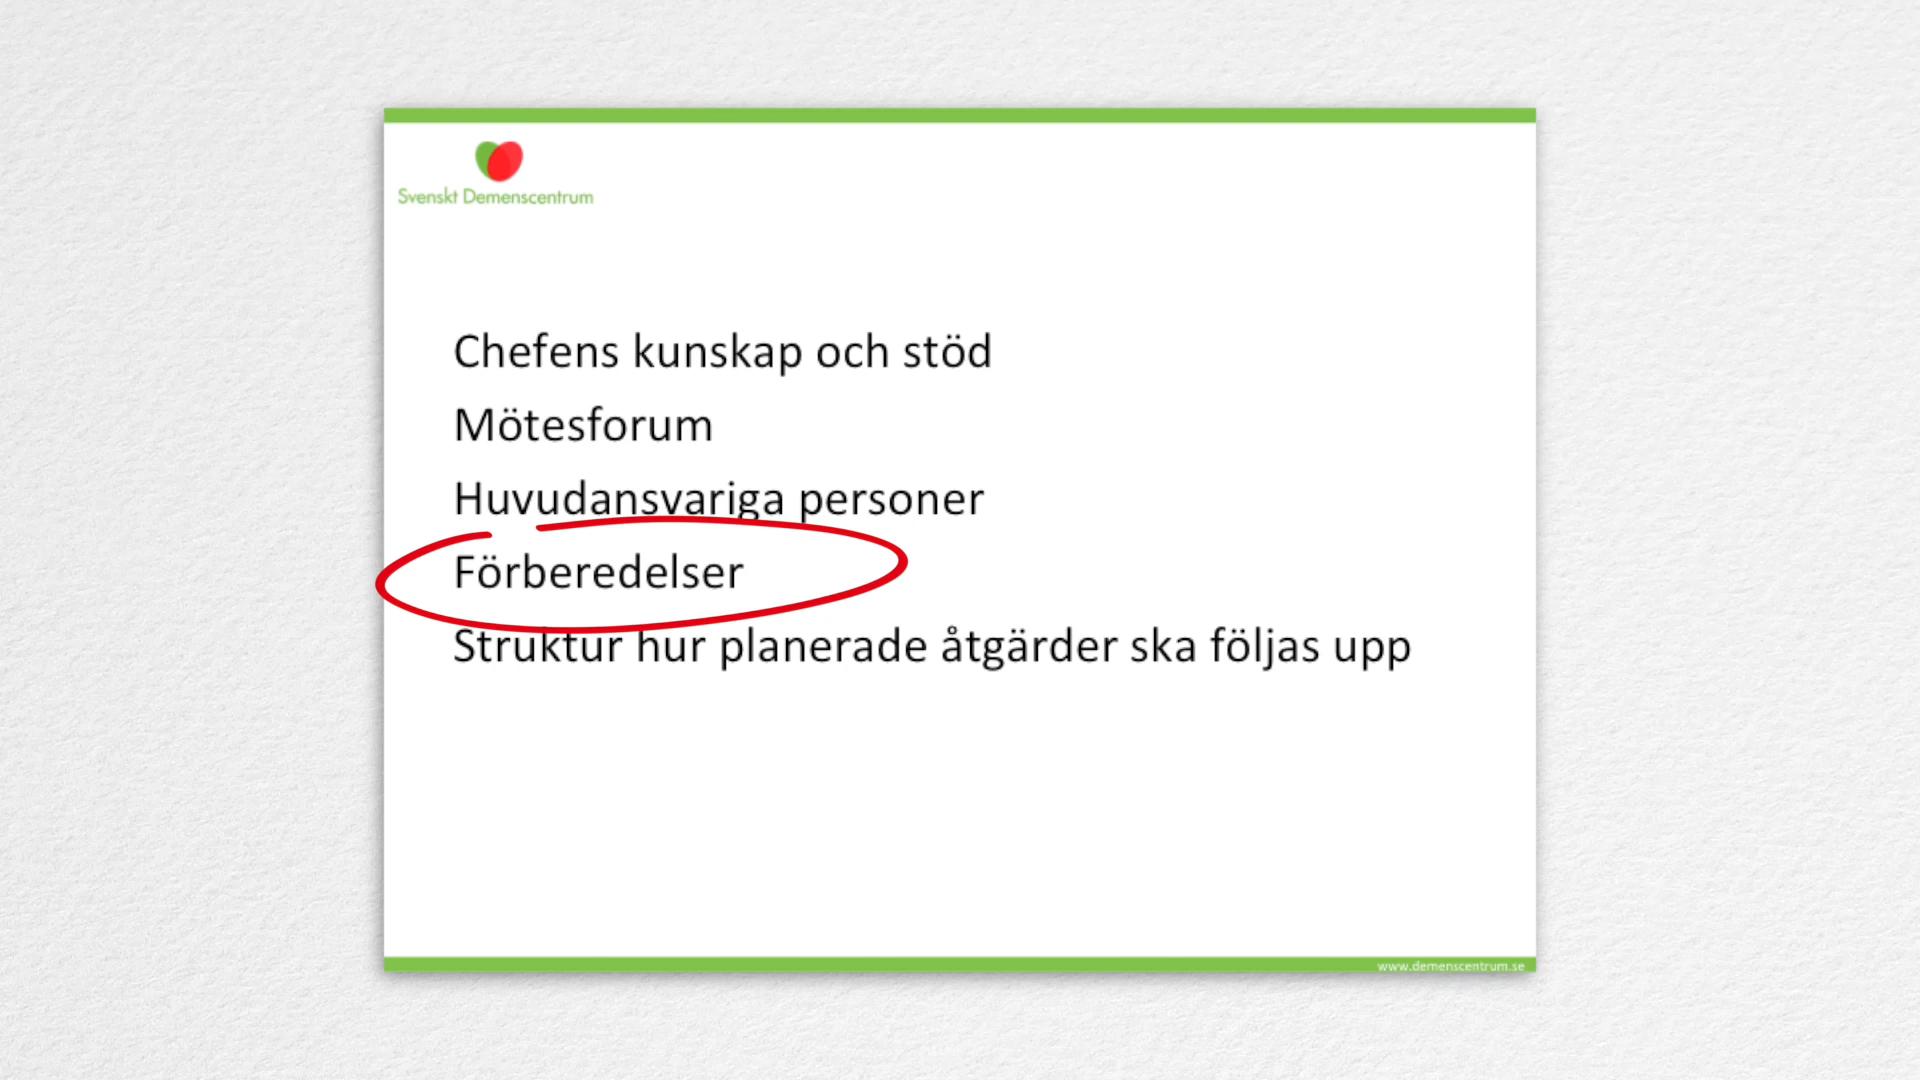 Svenskt Demenscentrum
Chefens kunskap och stöd
Mötesforum
Huvudansvariga personer
Förberedelser
Struktur hur planerade åtgärder ska följas upp
www.demenscentrum.se